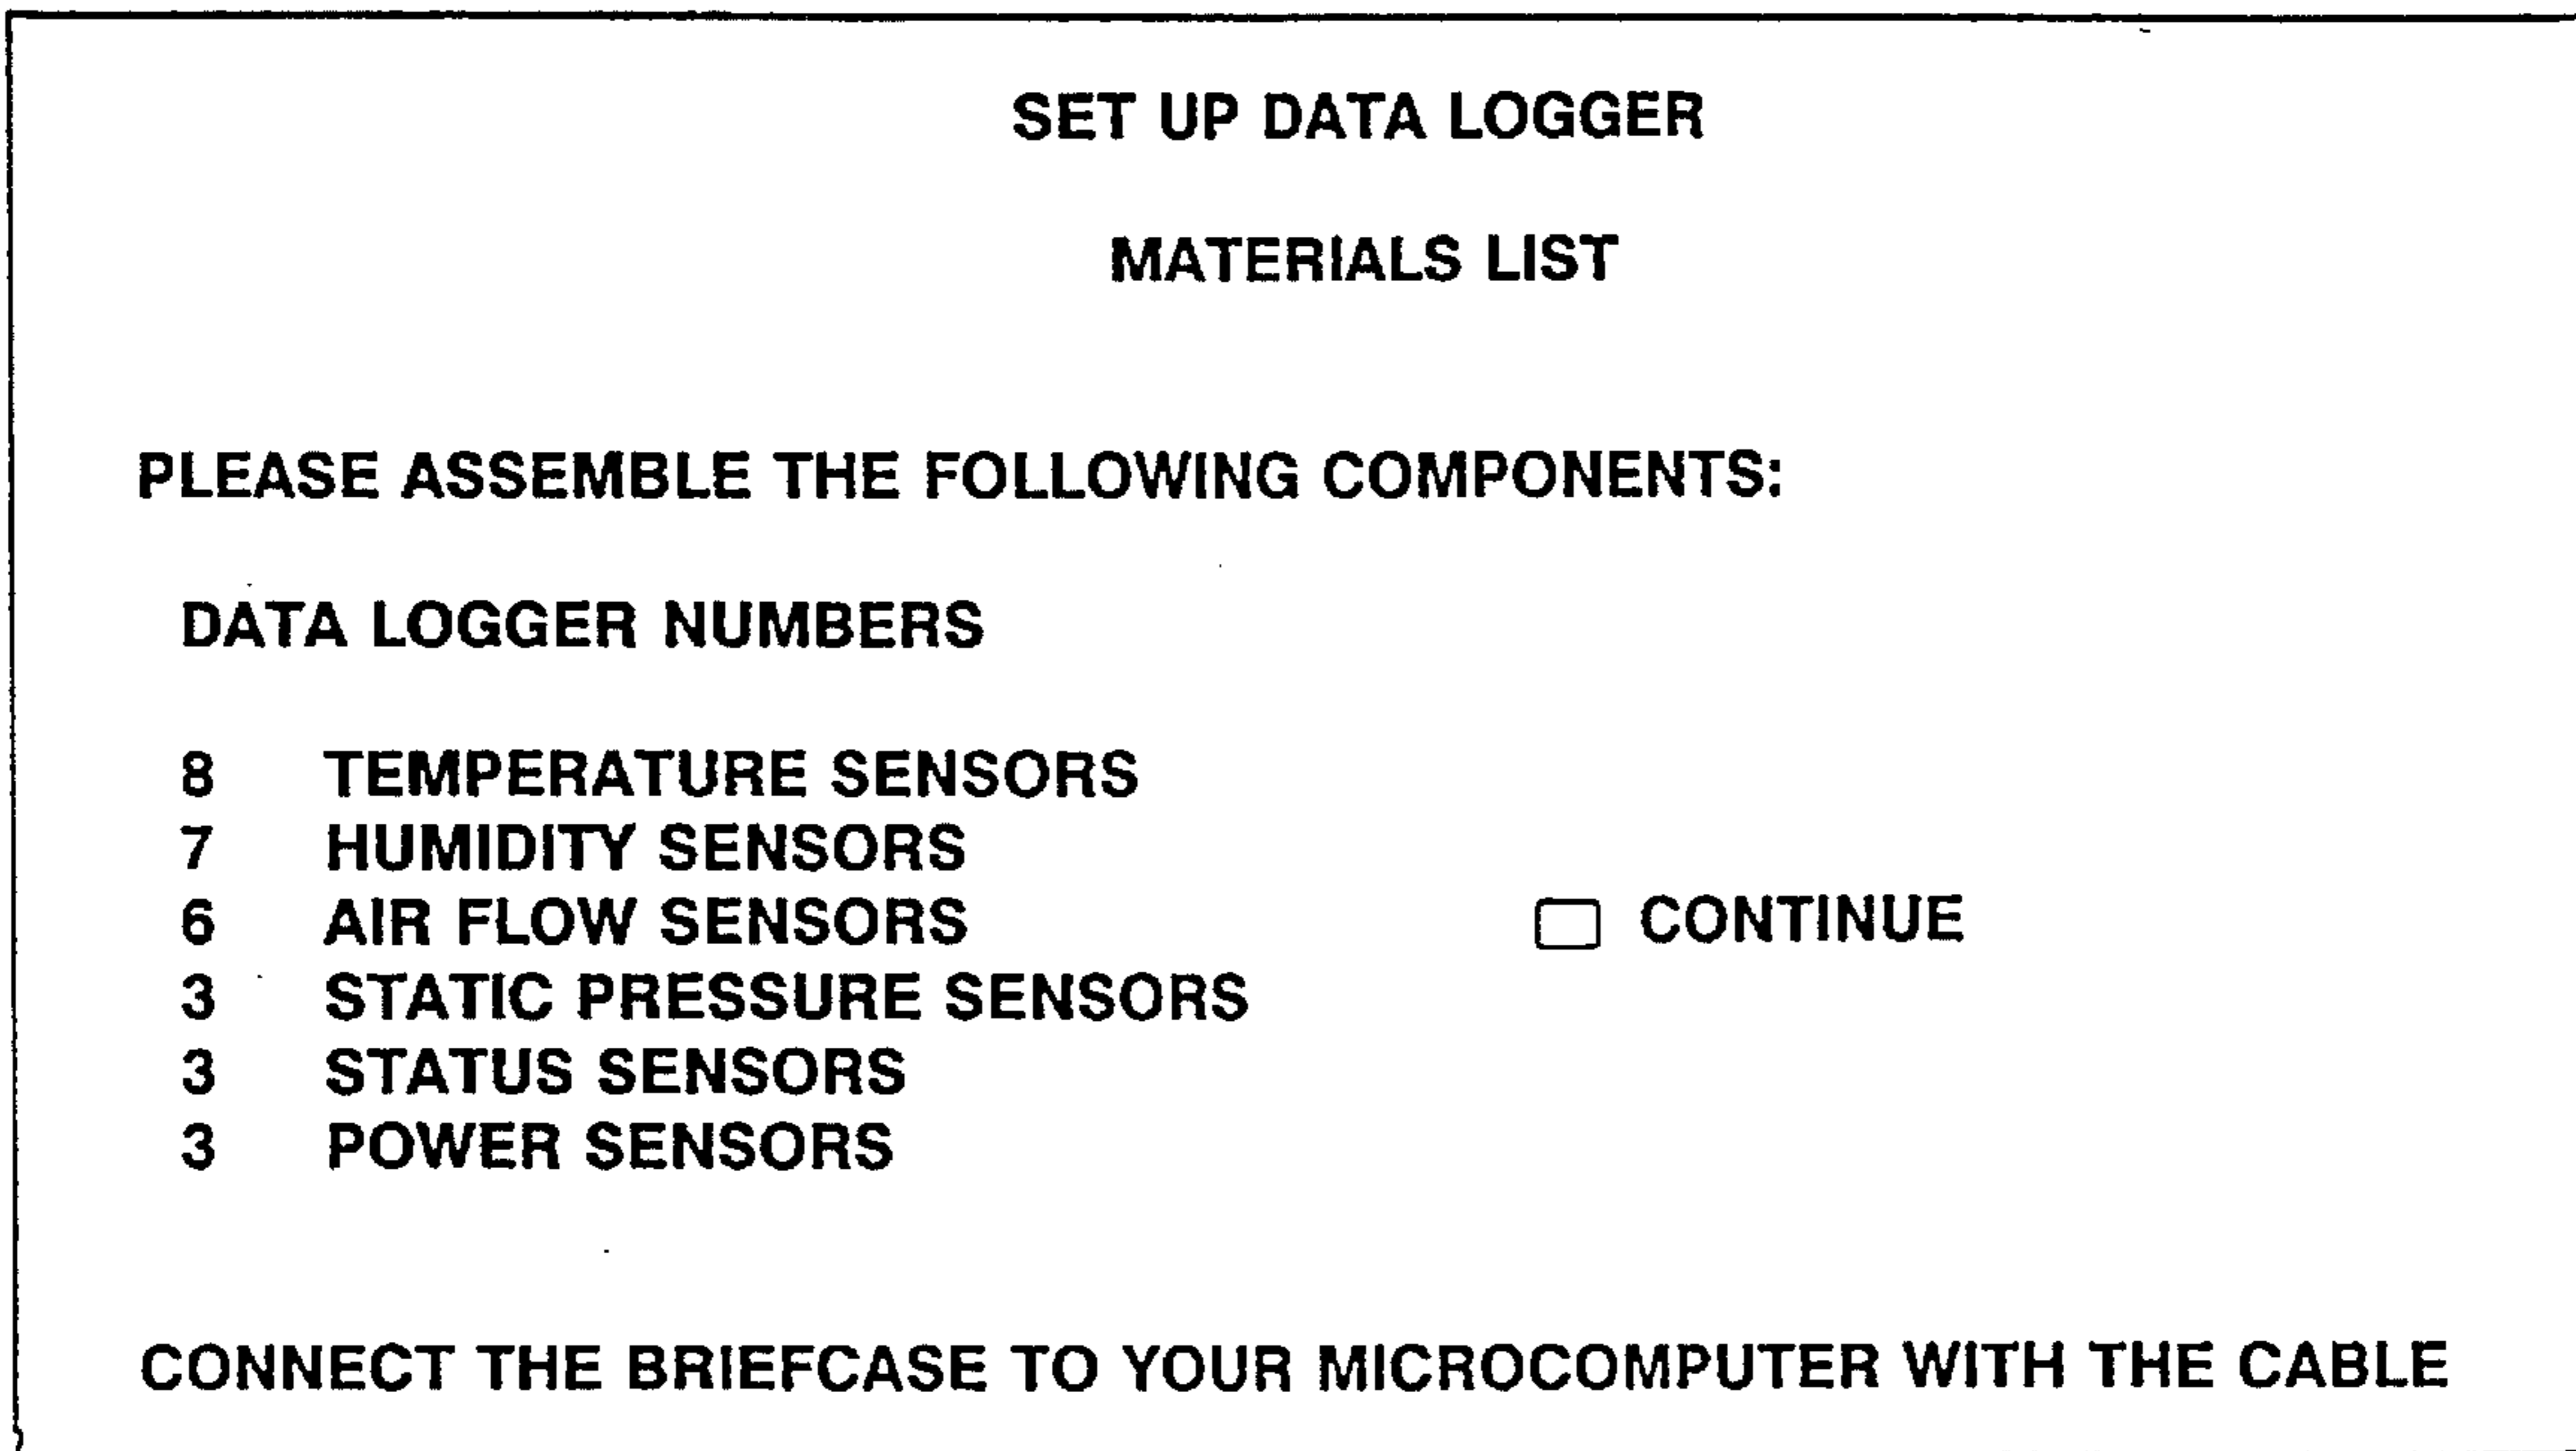 SET UP DATA LOGGER
MATERIALS LIST
PLEASE ASSEMBLE THE FOLLOWING COMPONENTS:
DATA LOGGER NUMBERS
8 TEMPERATURE SENSORS
7 HUMIDITY SENSORS
6 AIR FLOW SENSORS
☐ CONTINUE
3 STATIC PRESSURE SENSORS
3 STATUS SENSORS
3 POWER SENSORS
CONNECT THE BRIEFCASE TO YOUR MICROCOMPUTER WITH THE CABLE